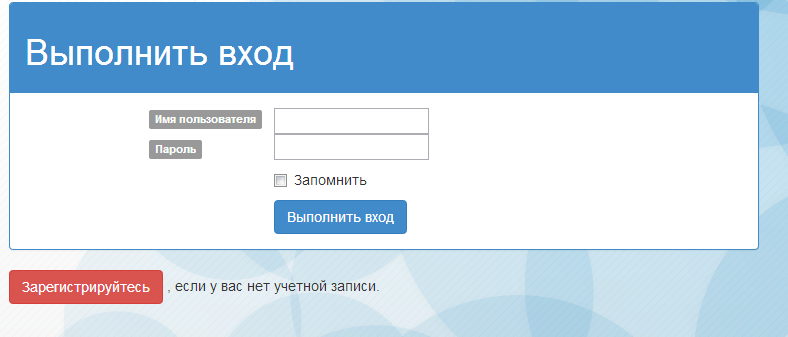 Выполнить вход
Имя пользователя
Пароль
Запомнить
Выполнить вход
Зарегистрируйтесь , если у вас нет учетной записи.